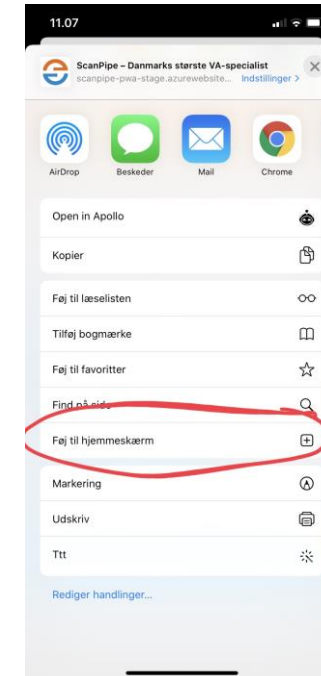 11.07
ScanPipe – Danmarks største VA-specialist
scanpipe-pwa-stage.azurewebsite... Indstillinger >
AirDrop Beskeder Mail Chrome
Open in Apollo
Kopier
Føj til læselisten
Tilføj bogmærke
Føj til favoritter
Find på side
Føj til hjemmeskærm
Markering
Udskriv
Ttt
Rediger handlinger...